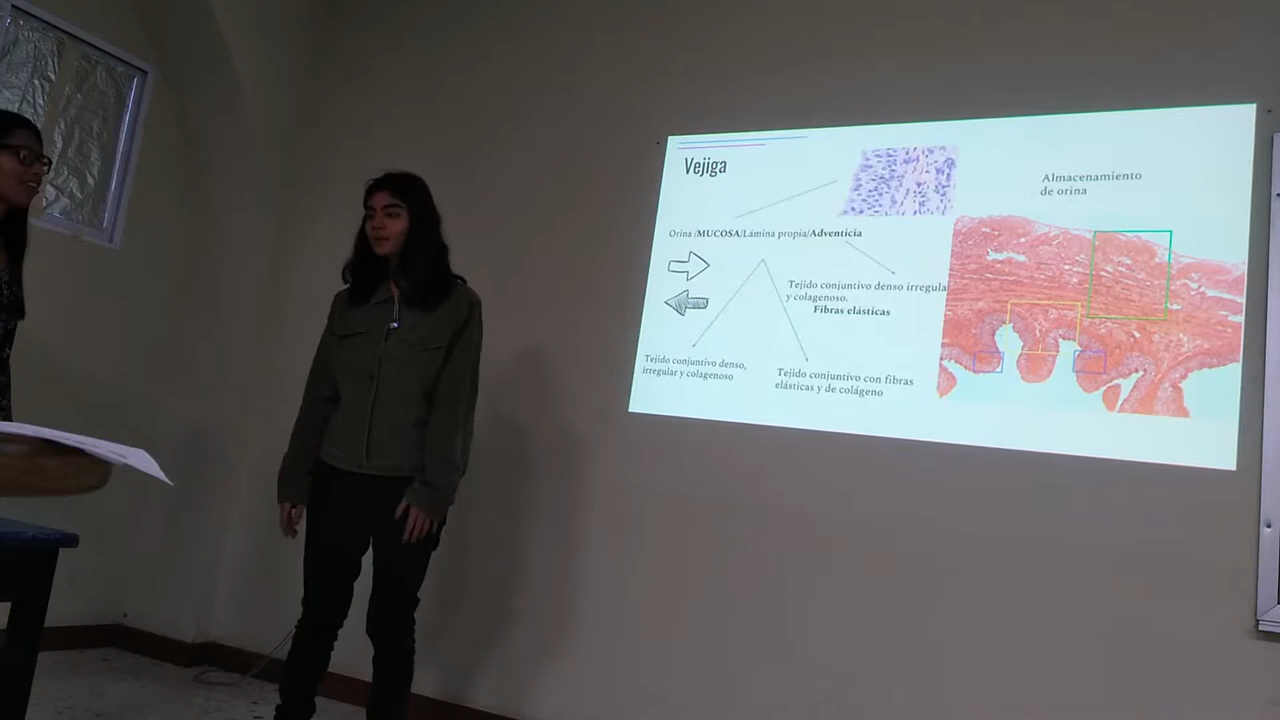 Vejiga
Almacenamiento
de orina
Orina /MUCOSA/Lámina propia/Adventicia
Tejido conjuntivo denso irregula
y colagenoso.
Fibras elásticas
Tejido conjuntivo denso,
irregular y colagenoso
Tejido conjuntivo con fibras
elásticas y de colágeno